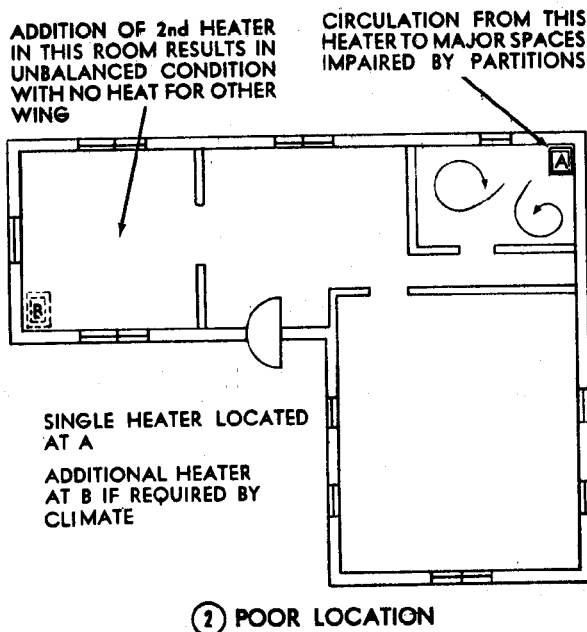 ADDITION OF 2nd HEATER
IN THIS ROOM RESULTS IN
UNBALANCED CONDITION
WITH NO HEAT FOR OTHER
WING
CIRCULATION FROM THIS
HEATER TO MAJOR SPACES
IMPAIRED BY PARTITIONS
A
B
SINGLE HEATER LOCATED
AT A
ADDITIONAL HEATER
AT B IF REQUIRED BY
CLIMATE
2 POOR LOCATION